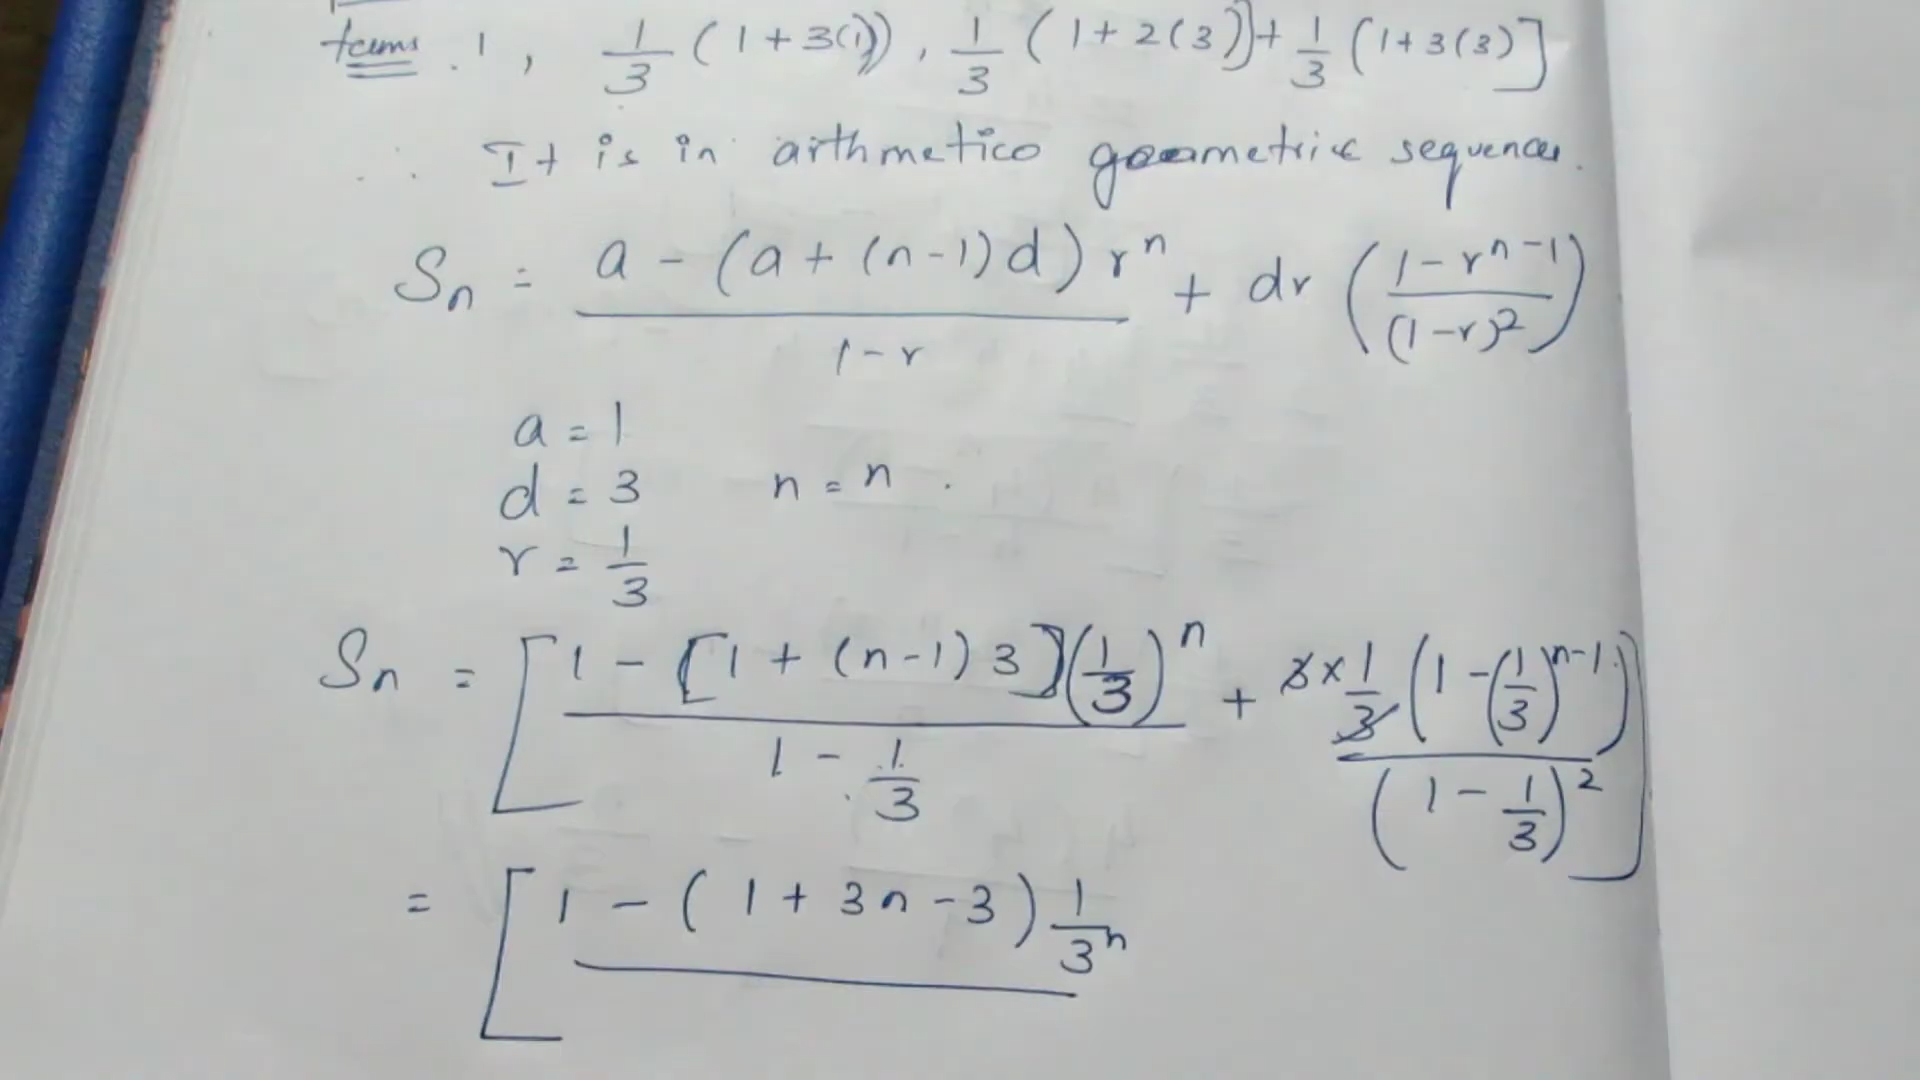 terms . 1 , 1/3 (1+3(1)) , 1/3 (1+2(3)) + 1/3 (1+3(3)]
∴ It is in arthmetico geometric sequences.
Sn = (a - (a + (n-1)d) r^n)/(1-r) + dr ((1-r^(n-1))/(1-r)^2)
a = 1
d = 3 n = n .
r = 1/3
Sn = [(1 - [1 + (n-1) 3](1/3)^n)/(1 - 1/3) + (3 × 1/3 (1 - (1/3)^(n-1)))/(1 - 1/3)^2]
= [1 - (1 + 3n - 3) 1/3^n